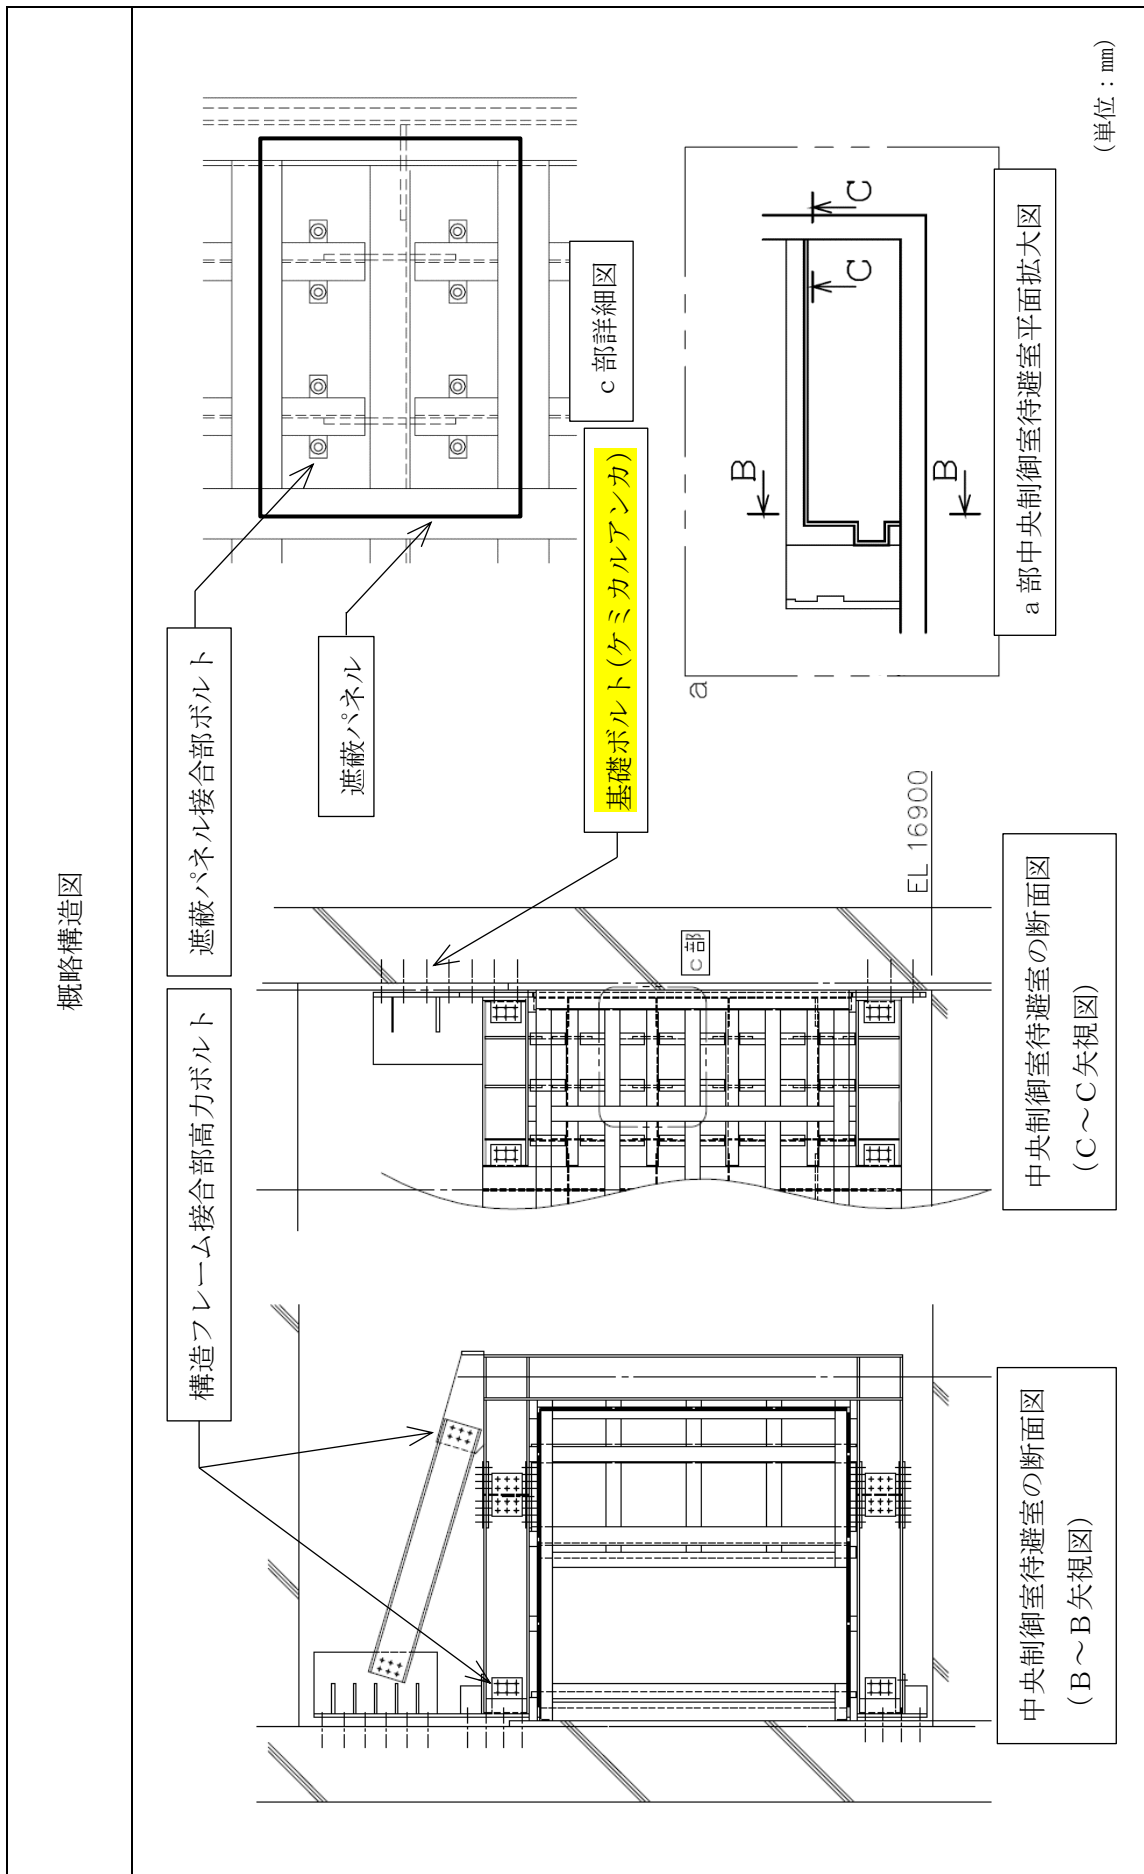 概略構造図
構造フレーム接合部高力ボルト
遮蔽パネル接合部ボルト
遮蔽パネル
基礎ボルト(ケミカルアンカ)
c 部詳細図
c 部
EL 16900
a
B
B
C
C
中央制御室待避室の断面図
(B～B矢視図)
中央制御室待避室の断面図
(C～C矢視図)
a 部中央制御室待避室平面拡大図
(単位：mm)